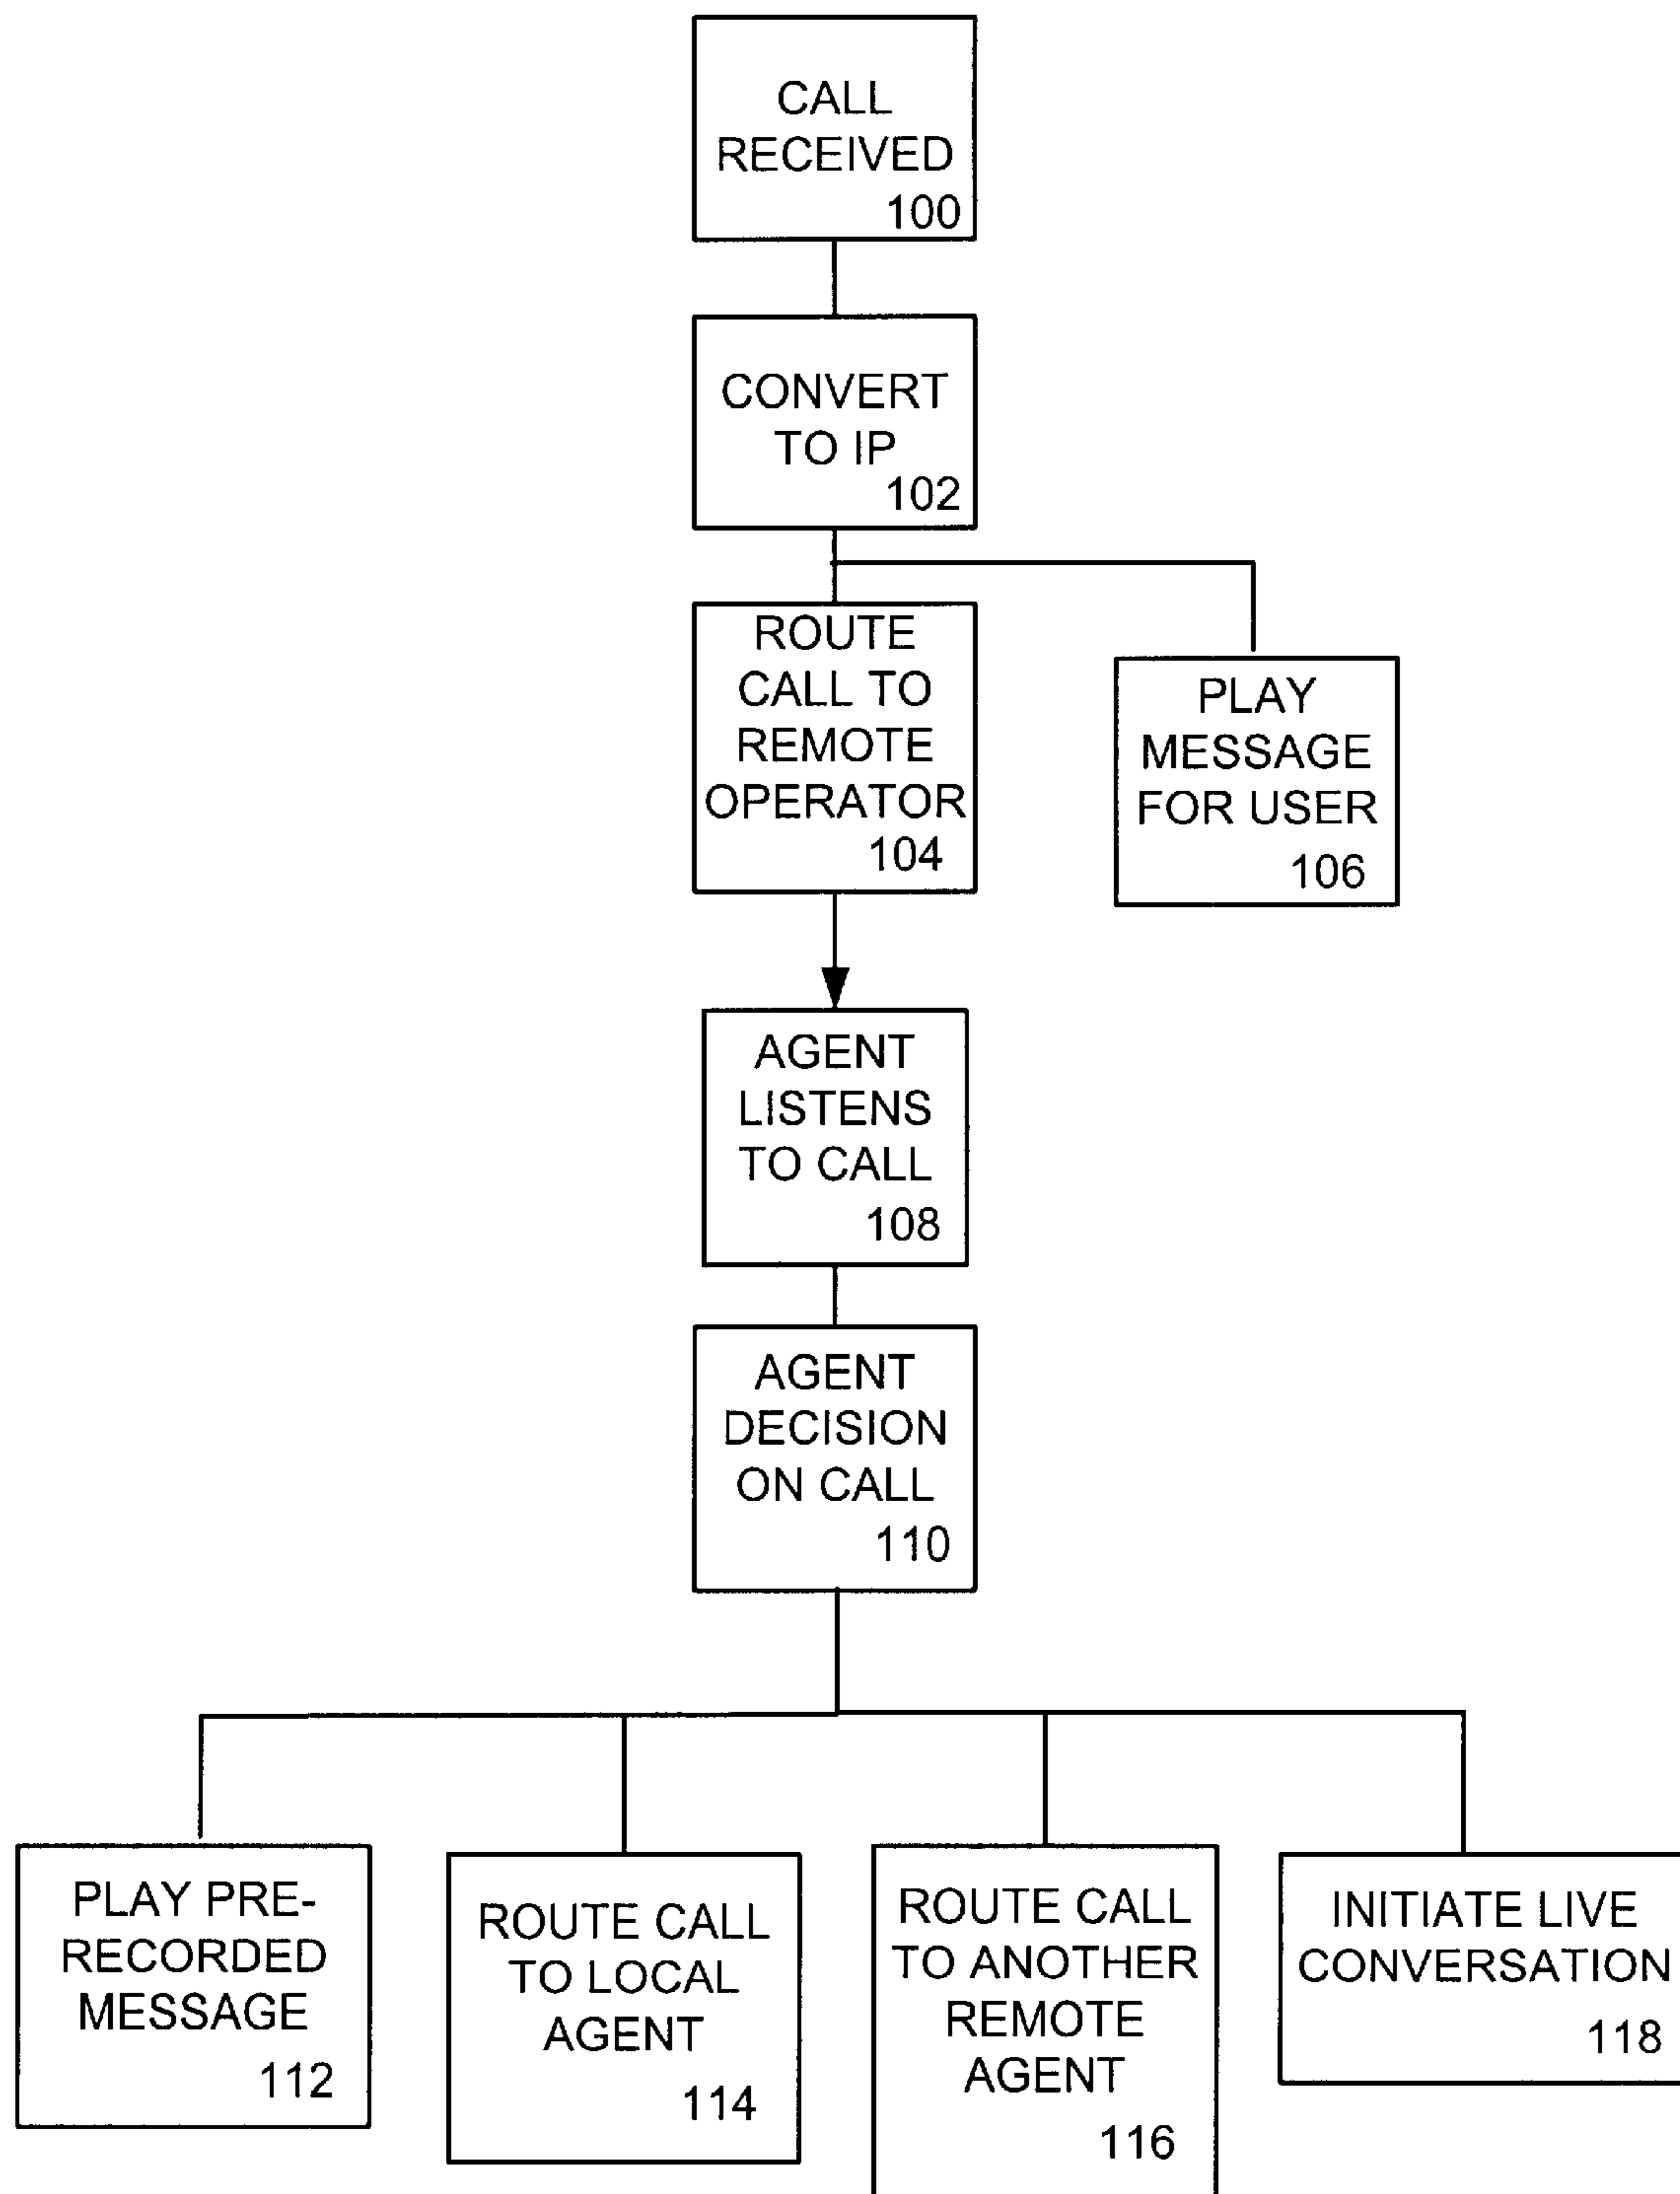 CALL
RECEIVED
100
CONVERT
TO IP
102
ROUTE
CALL TO
REMOTE
OPERATOR
104
PLAY
MESSAGE
FOR USER
106
AGENT
LISTENS
TO CALL
108
AGENT
DECISION
ON CALL
110
PLAY PRE-
RECORDED
MESSAGE
112
ROUTE CALL
TO LOCAL
AGENT
114
ROUTE CALL
TO ANOTHER
REMOTE
AGENT
116
INITIATE LIVE
CONVERSATION
118